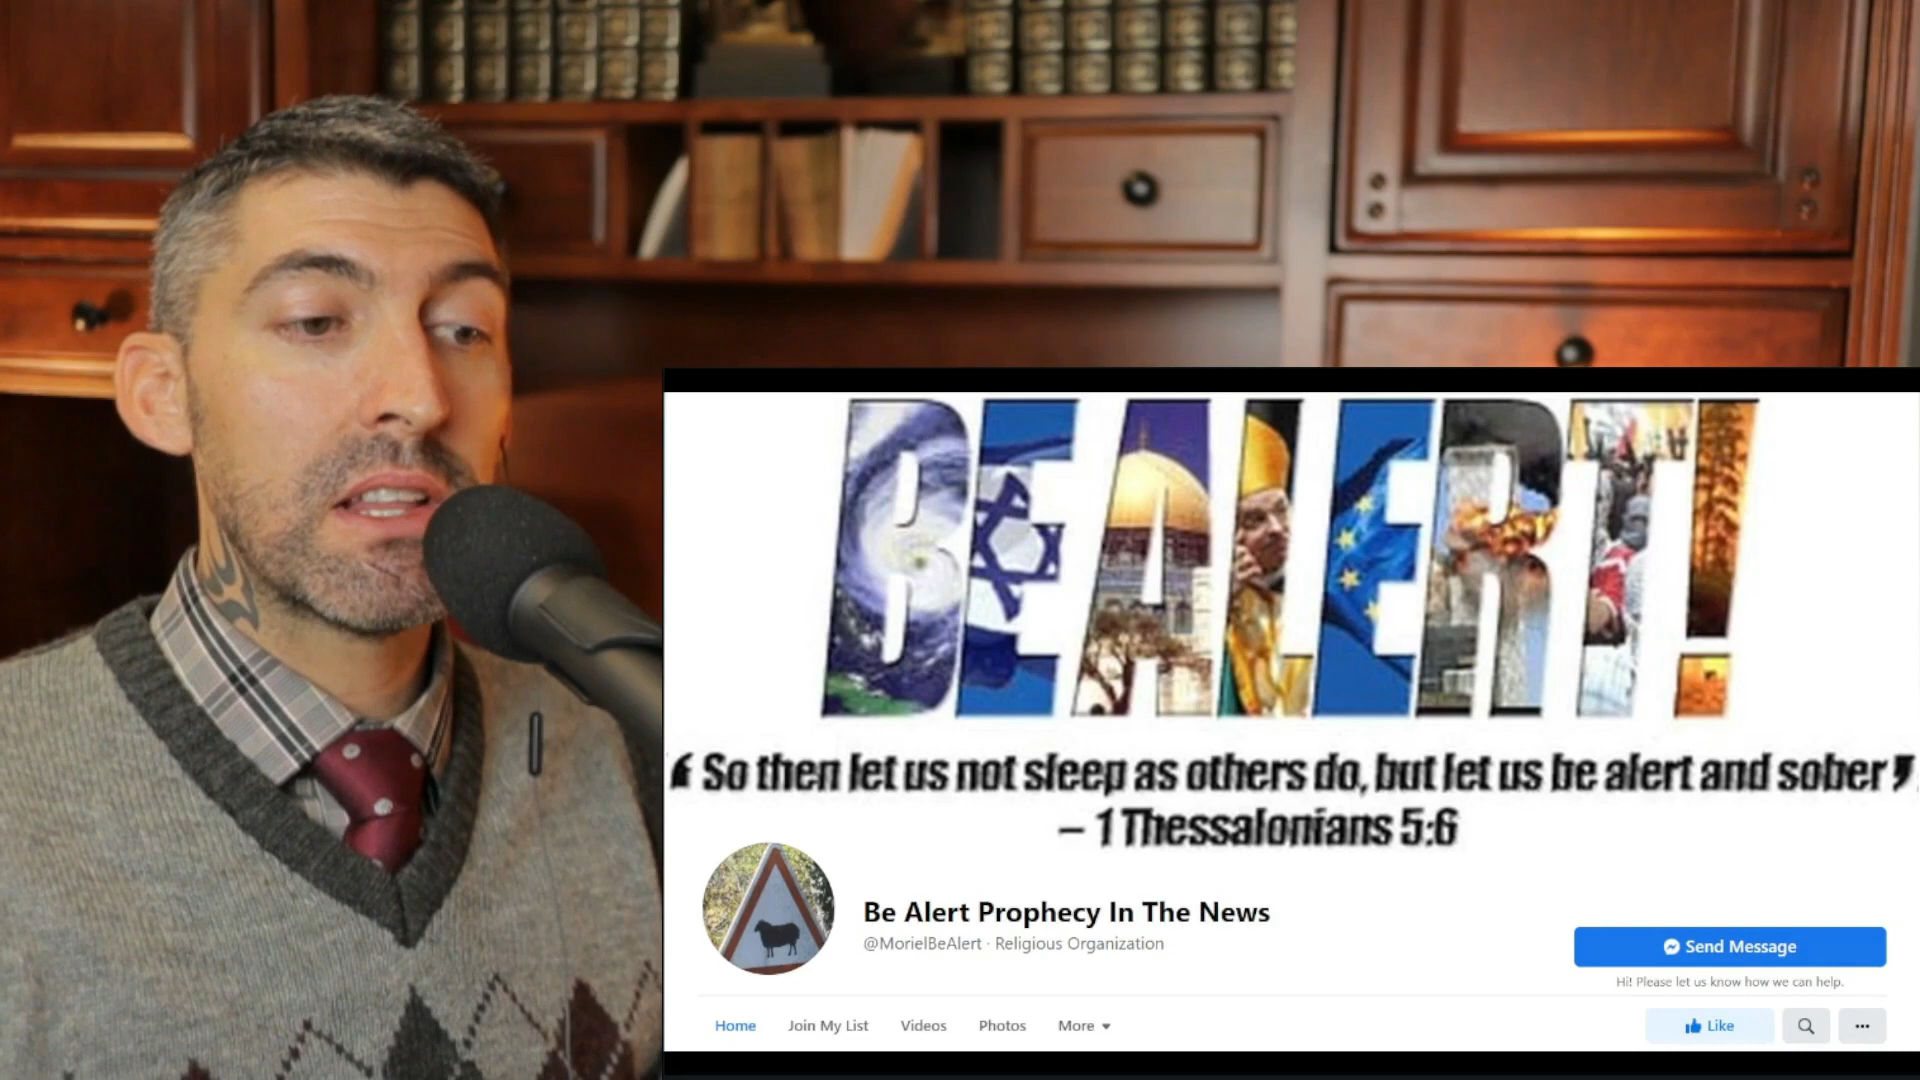 BE ALERT!
“ So then let us not sleep as others do, but let us be alert and sober ”
– 1 Thessalonians 5:6
Be Alert Prophecy In The News
@MorielBeAlert · Religious Organization
Send Message
Hi! Please let us know how we can help.
Home Join My List Videos Photos More
Like